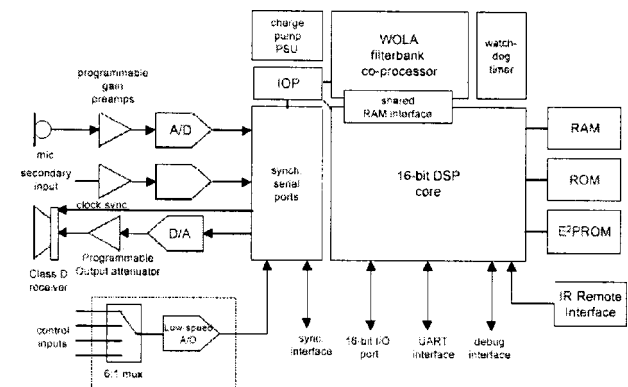 charge
pump
PSU
WOLA
filterbank
co-processor
watch-
dog
timer
programmable
gain
preamps
IOP
shared
RAM interface
mic
A/D
RAM
secondary
input
synch.
serial
ports
16-bit DSP
core
ROM
clock sync
D/A
E²PROM
Class D
receiver
Programmable
Output attenuator
IR Remote
Interface
control
inputs
Low-speed
A/D
6:1 mux
sync.
interface
16-bit I/O
port
UART
interface
debug
interface